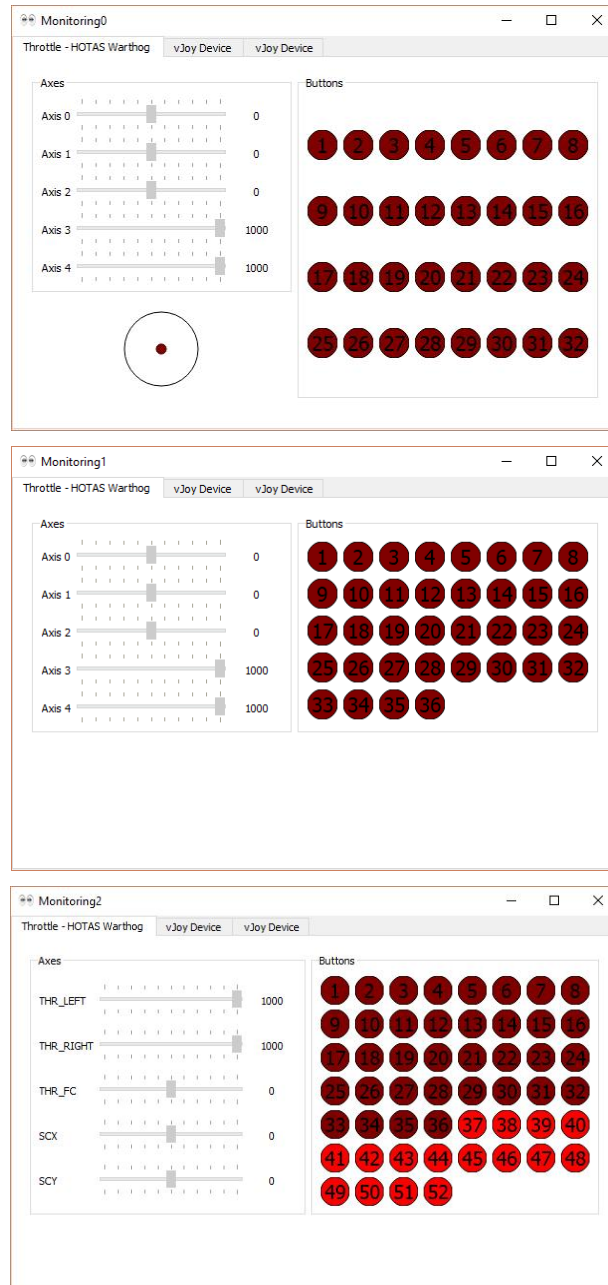 Monitoring0
Throttle - HOTAS Warthog vJoy Device vJoy Device
Axes
Axis 0 0
Axis 1 0
Axis 2 0
Axis 3 1000
Axis 4 1000
Buttons
1 2 3 4 5 6 7 8
9 10 11 12 13 14 15 16
17 18 19 20 21 22 23 24
25 26 27 28 29 30 31 32
Monitoring1
Throttle - HOTAS Warthog vJoy Device vJoy Device
Axes
Axis 0 0
Axis 1 0
Axis 2 0
Axis 3 1000
Axis 4 1000
Buttons
1 2 3 4 5 6 7 8
9 10 11 12 13 14 15 16
17 18 19 20 21 22 23 24
25 26 27 28 29 30 31 32
33 34 35 36
Monitoring2
Throttle - HOTAS Warthog vJoy Device vJoy Device
Axes
THR_LEFT 1000
THR_RIGHT 1000
THR_FC 0
SCX 0
SCY 0
Buttons
1 2 3 4 5 6 7 8
9 10 11 12 13 14 15 16
17 18 19 20 21 22 23 24
25 26 27 28 29 30 31 32
33 34 35 36 37 38 39 40
41 42 43 44 45 46 47 48
49 50 51 52